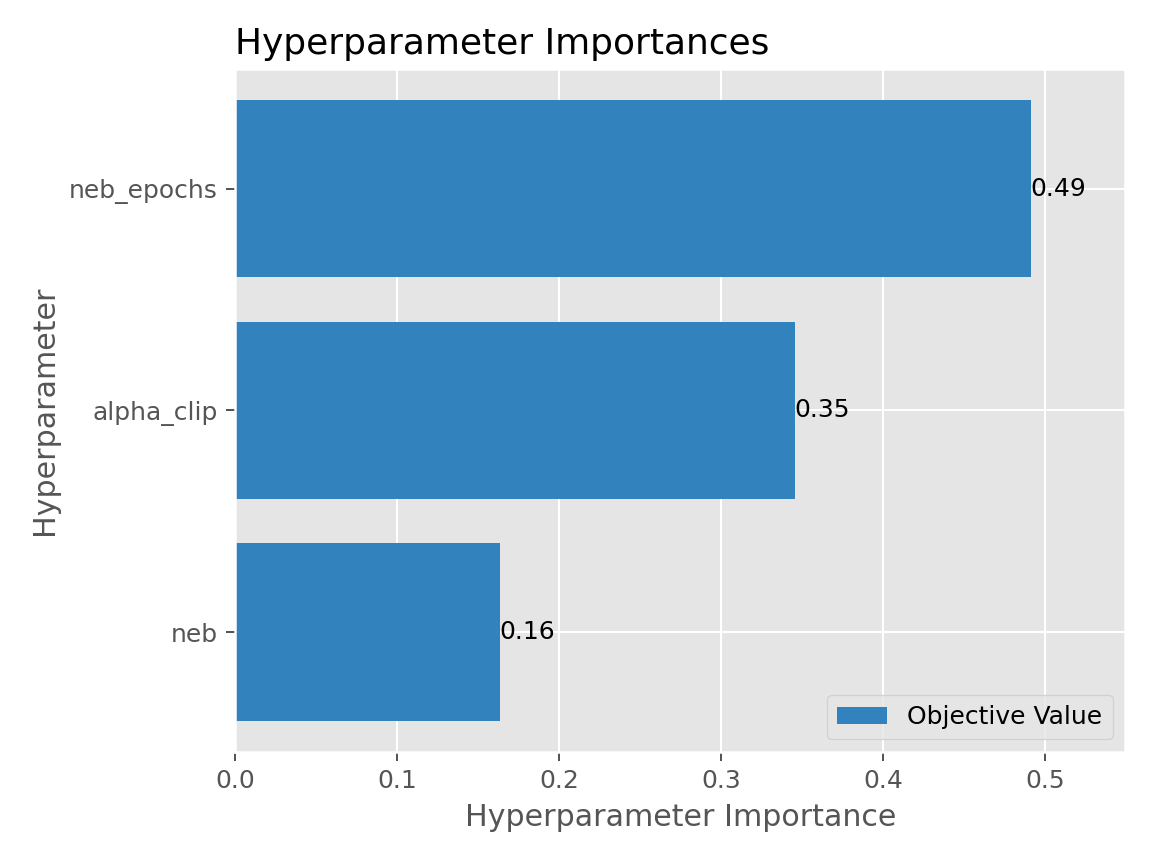 Hyperparameter Importances
Hyperparameter
neb_epochs
0.49
alpha_clip
0.35
neb
0.16
Objective Value
0.0 0.1 0.2 0.3 0.4 0.5
Hyperparameter Importance